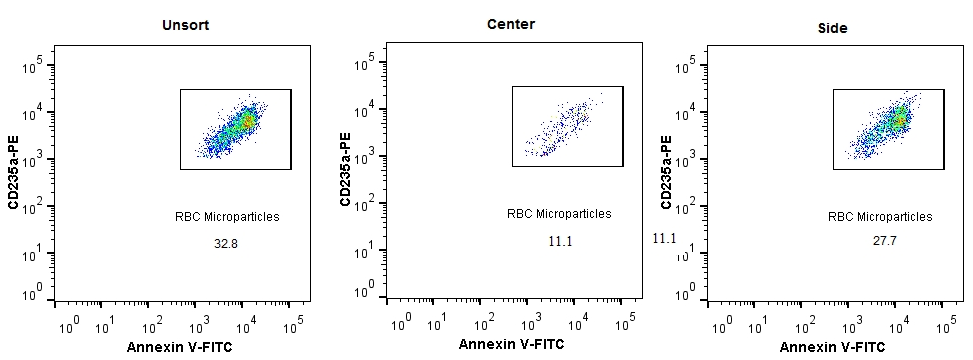 Unsort
10^5
10^4
10^3
10^2
10^1
10^0
CD235a-PE
RBC Microparticles
32.8
10^0 10^1 10^2 10^3 10^4 10^5
Annexin V-FITC
Center
10^5
10^4
10^3
10^2
10^1
10^0
CD235a-PE
RBC Microparticles
11.1
10^0 10^1 10^2 10^3 10^4 10^5
Annexin V-FITC
Side
10^5
10^4
10^3
10^2
11.1
10^1
10^0
CD235a-PE
RBC Microparticles
27.7
10^0 10^1 10^2 10^3 10^4 10^5
Annexin V-FITC